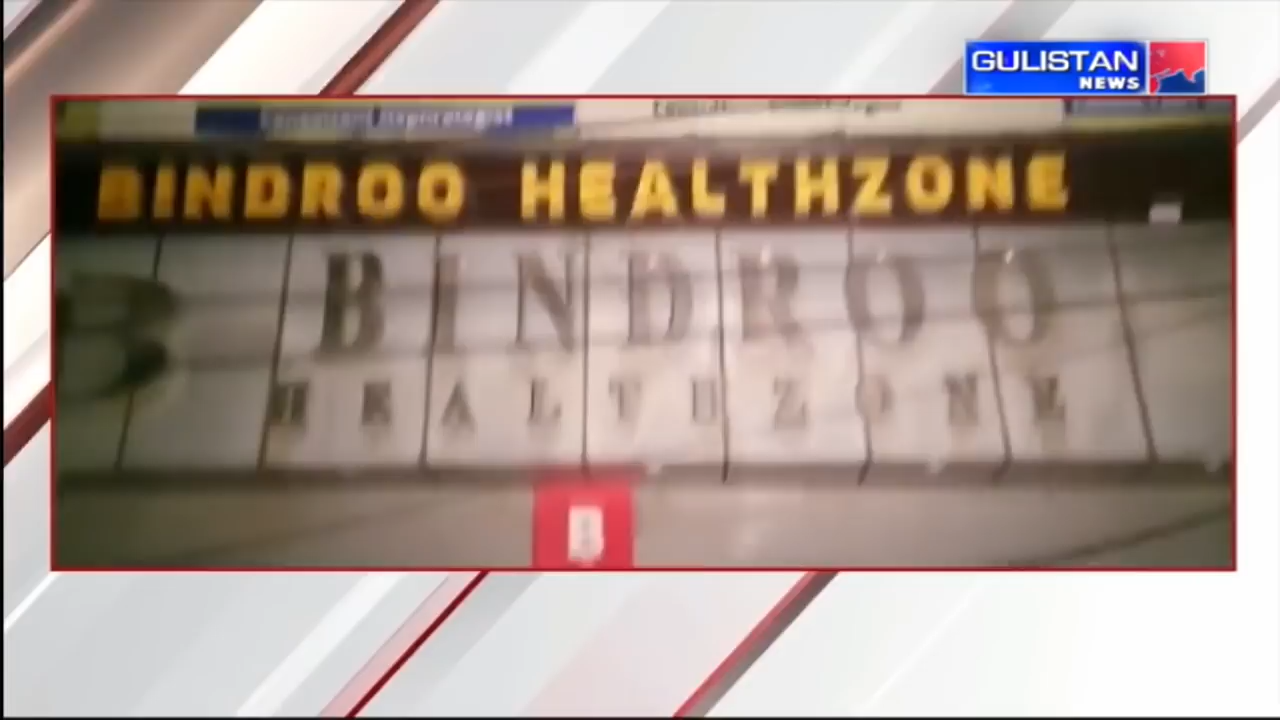 GULISTAN
NEWS
BINDROO HEALTHZONE
BINDROO
HEALTHZONE
B